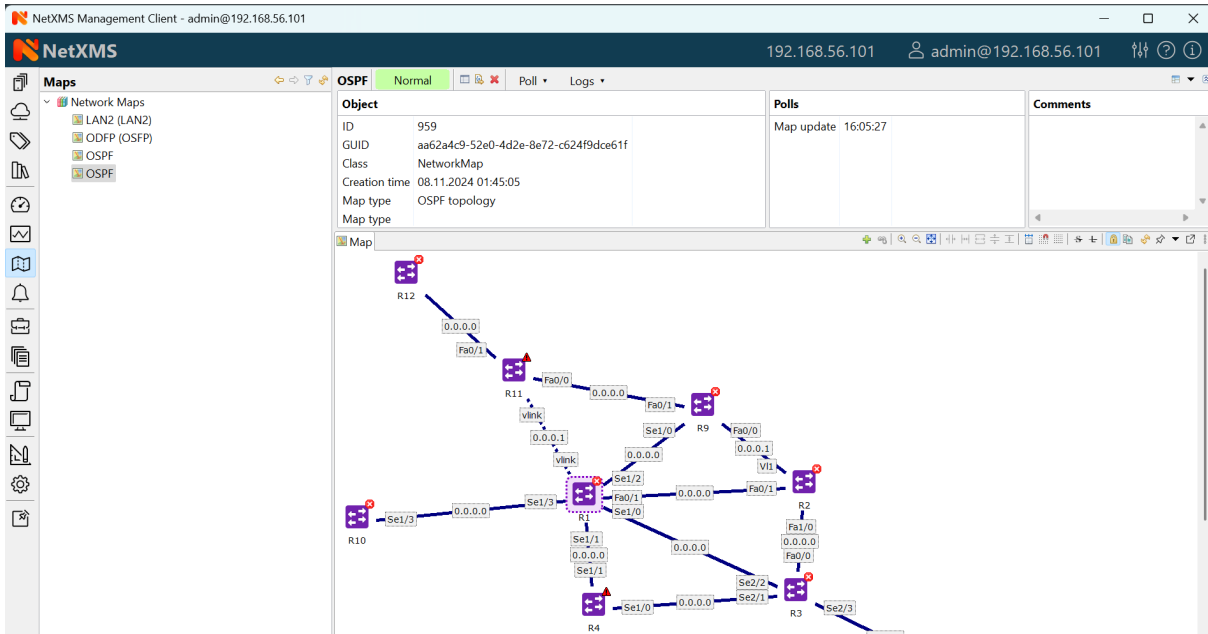 NetXMS Management Client - admin@192.168.56.101
NetXMS
192.168.56.101
admin@192.168.56.101
Maps
Network Maps
LAN2 (LAN2)
ODFP (OSFP)
OSPF
OSPF
OSPF Normal Poll Logs
Object
ID 959
GUID aa62a4c9-52e0-4d2e-8e72-c624f9dce61f
Class NetworkMap
Creation time 08.11.2024 01:45:05
Map type OSPF topology
Map type
Polls
Map update 16:05:27
Comments
Map
R12
0.0.0.0
Fa0/1
R11
Fa0/0
0.0.0.0
Fa0/1
R9
vlink
0.0.0.1
vlink
Se1/0
0.0.0.0
Se1/2
Fa0/0
0.0.0.1
Vl1
R2
Fa0/1
0.0.0.0
Fa0/1
Se1/0
R1
Se1/3
0.0.0.0
Se1/3
R10
Se1/1
0.0.0.0
Se1/1
R4
0.0.0.0
Fa1/0
0.0.0.0
Fa0/0
Se2/2
Se2/1
R3
Se1/0
0.0.0.0
Se2/3